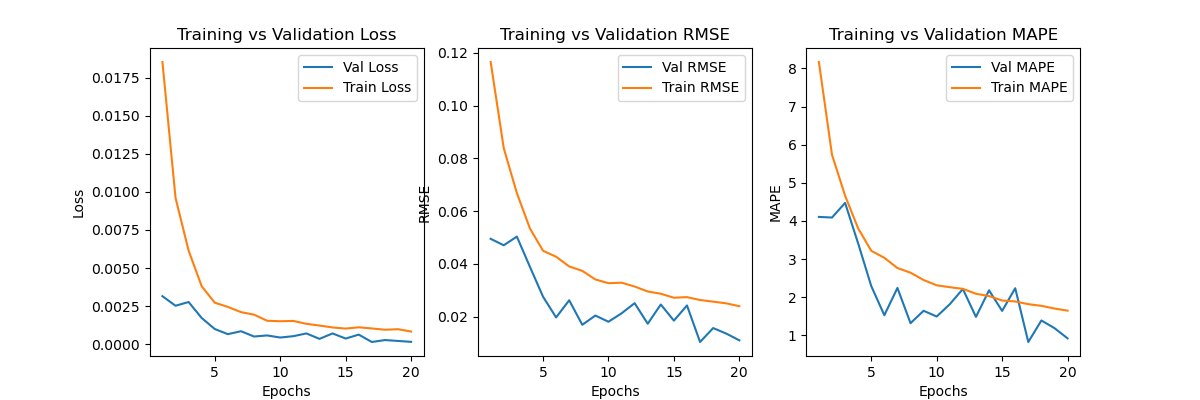 Training vs Validation Loss
Val Loss
Train Loss
0.0175
0.0150
0.0125
0.0100
0.0075
0.0050
0.0025
0.0000
Loss
5
10
15
20
Epochs
Training vs Validation RMSE
Val RMSE
Train RMSE
0.12
0.10
0.08
0.06
0.04
0.02
RMSE
5
10
15
20
Epochs
Training vs Validation MAPE
Val MAPE
Train MAPE
8
7
6
5
4
3
2
1
MAPE
5
10
15
20
Epochs